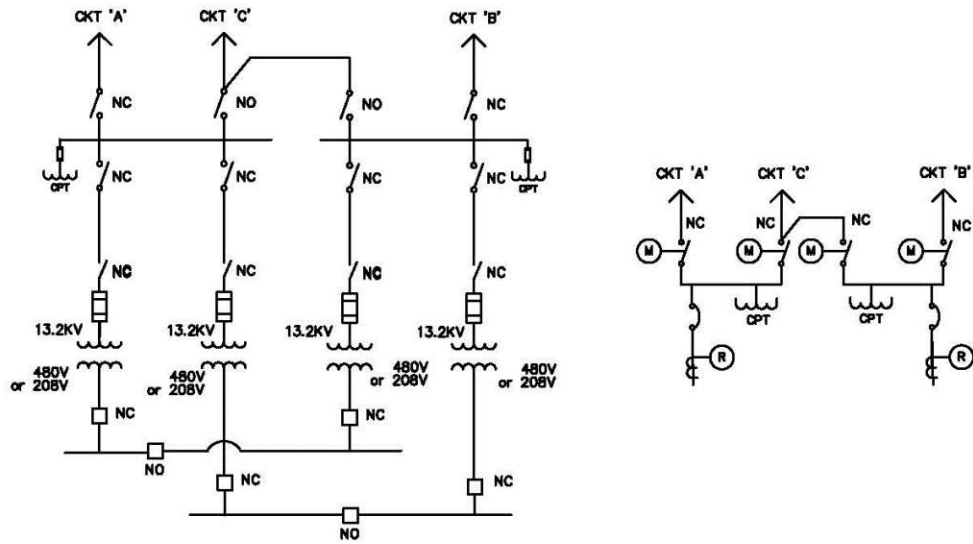 CKT 'A'
CKT 'C'
CKT 'B'
NC
NO
NO
NC
CPT
NC
NC
NC
NC
CPT
NC
NC
NC
NC
13.2KV
13.2KV
13.2KV
13.2KV
480V
or 208V
480V
or 208V
480V
or 208V
480V
or 208V
NC
NC
NO
NC
NC
NO
CKT 'A'
CKT 'C'
CKT 'B'
NC
NC
NC
NC
M
M
M
M
CPT
CPT
R
R